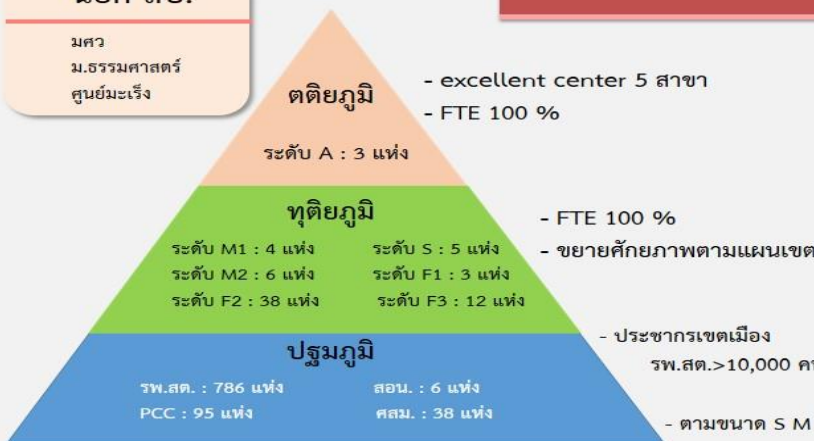 มศว
ม.ธรรมศาสตร์
ศูนย์มะเร็ง
ตติยภูมิ
ระดับ A : 3 แห่ง
- excellent center 5 สาขา
- FTE 100 %
ทุติยภูมิ
ระดับ M1 : 4 แห่ง ระดับ S : 5 แห่ง
ระดับ M2 : 6 แห่ง ระดับ F1 : 3 แห่ง
ระดับ F2 : 38 แห่ง ระดับ F3 : 12 แห่ง
- FTE 100 %
- ขยายศักยภาพตามแผนเขต
ปฐมภูมิ
รพ.สต. : 786 แห่ง สอน. : 6 แห่ง
PCC : 95 แห่ง ศสม. : 38 แห่ง
- ประชากรเขตเมือง
รพ.สต.>10,000
- ตามขนาด S M